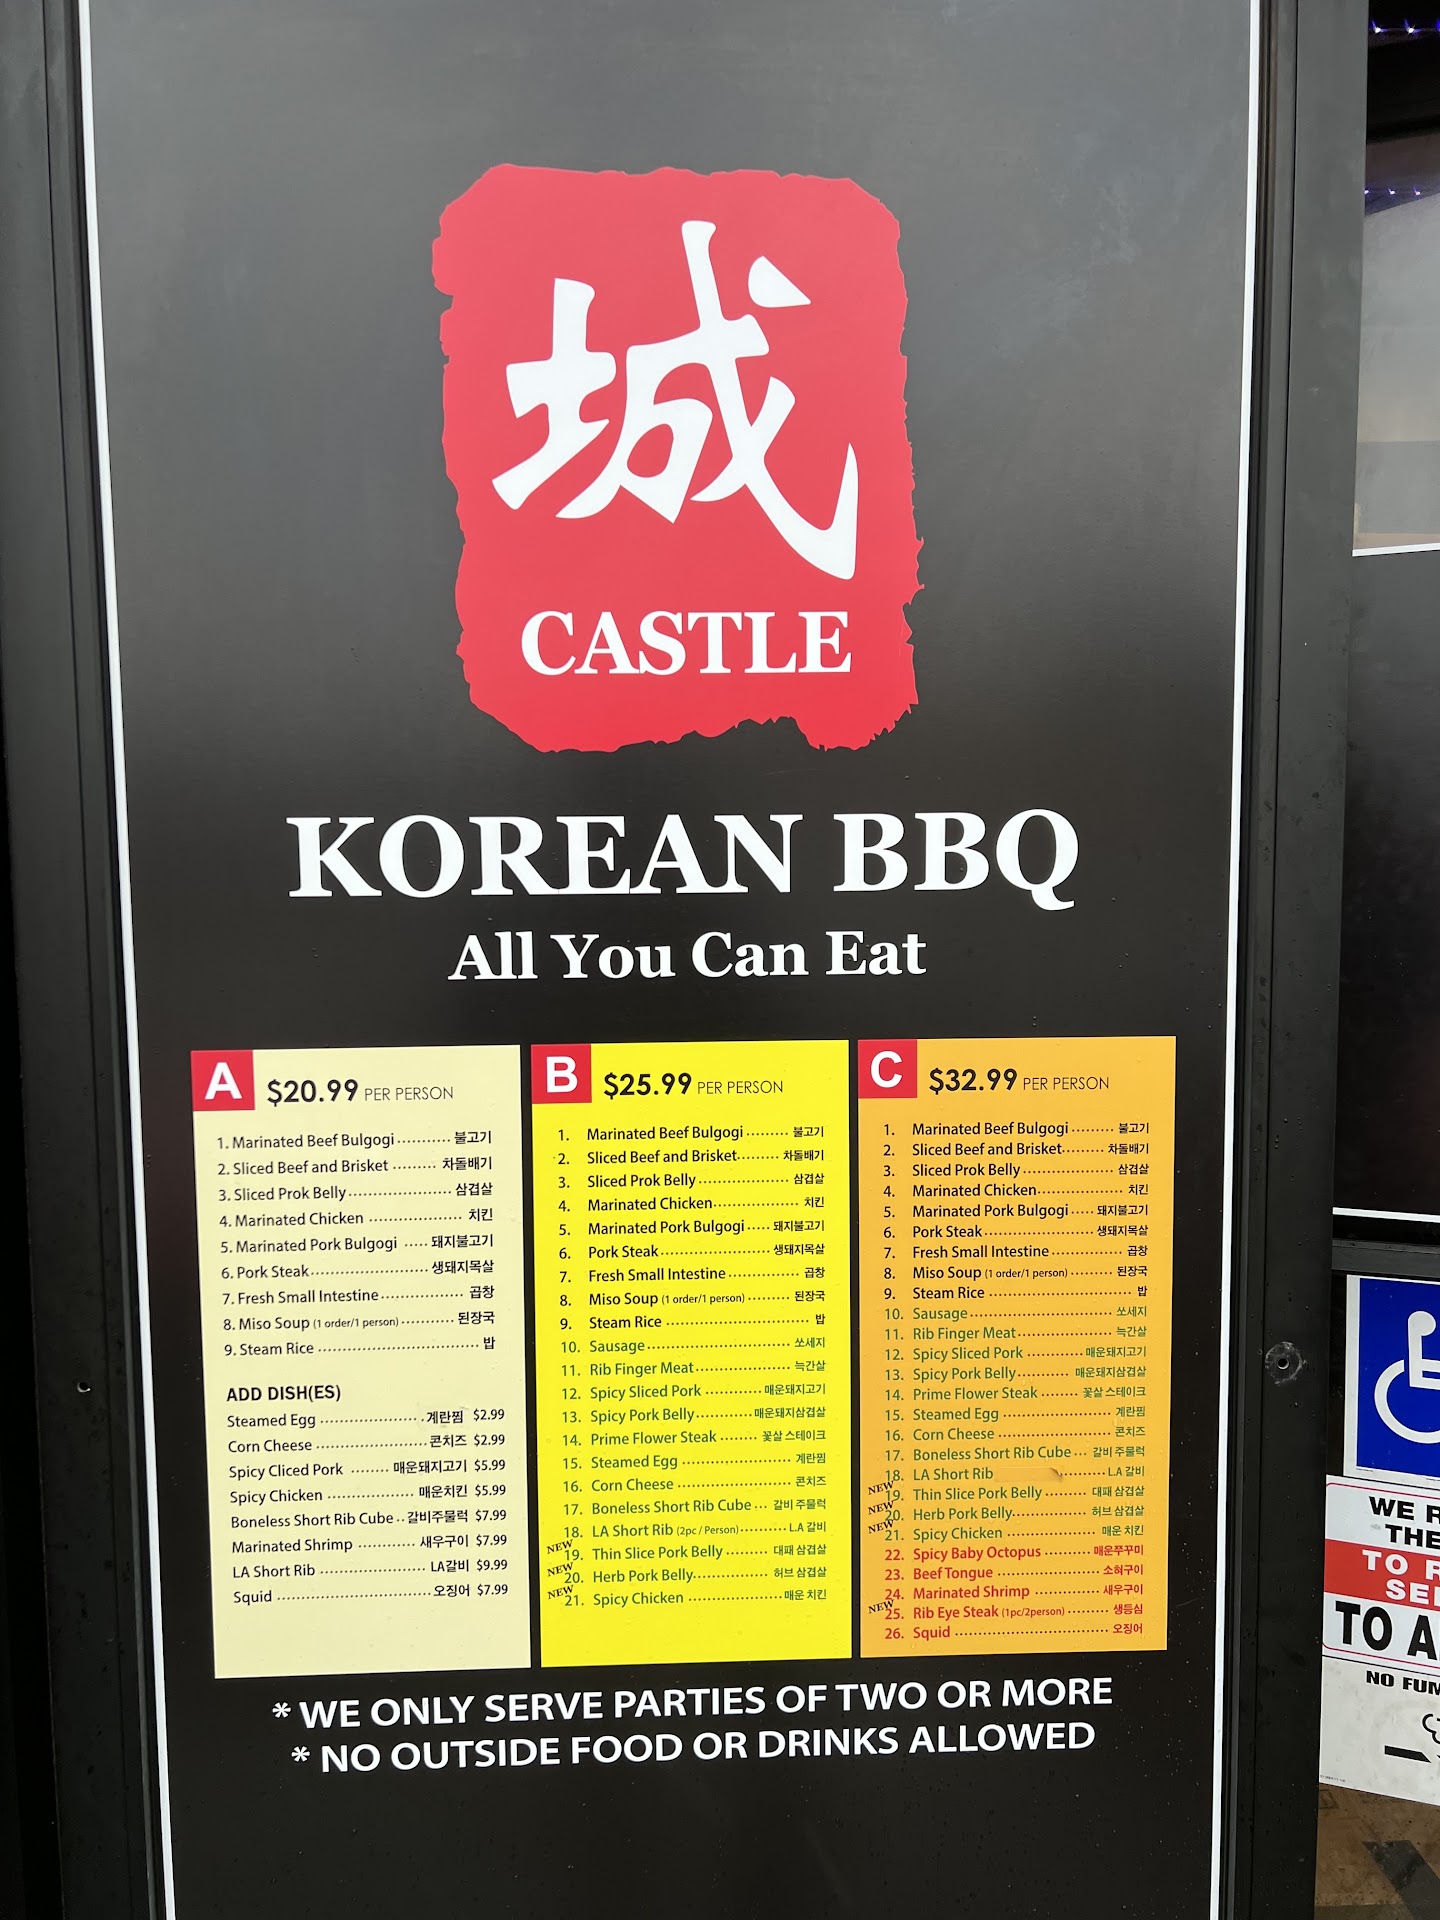 城
CASTLE
KOREAN BBQ
All You Can Eat
A $20.99 PER PERSON
1. Marinated Beef Bulgogi ........... 불고기
2. Sliced Beef and Brisket ......... 차돌배기
3. Sliced Prok Belly ..................... 삼겹살
4. Marinated Chicken ................... 치킨
5. Marinated Pork Bulgogi ..... 돼지불고기
6. Pork Steak ........................ 생돼지목살
7. Fresh Small Intestine ................. 곱창
8. Miso Soup (1 order/1 person) ........... 된장국
9. Steam Rice ................................. 밥
ADD DISH(ES)
Steamed Egg .................... 계란찜 $2.99
Corn Cheese ...................... 콘치즈 $2.99
Spicy Cliced Pork ........ 매운돼지고기 $5.99
Spicy Chicken .................. 매운치킨 $5.99
Boneless Short Rib Cube .. 갈비주물럭 $7.99
Marinated Shrimp ............ 새우구이 $7.99
LA Short Rib ...................... LA갈비 $9.99
Squid ................................ 오징어 $7.99
B $25.99 PER PERSON
1. Marinated Beef Bulgogi ......... 불고기
2. Sliced Beef and Brisket ......... 차돌배기
3. Sliced Prok Belly ................... 삼겹살
4. Marinated Chicken ................... 치킨
5. Marinated Pork Bulgogi ..... 돼지불고기
6. Pork Steak ....................... 생돼지목살
7. Fresh Small Intestine ............... 곱창
8. Miso Soup (1 order/1 person) .......... 된장국
9. Steam Rice ............................... 밥
10. Sausage ............................... 쏘세지
11. Rib Finger Meat .................... 늑간살
12. Spicy Sliced Pork ............ 매운돼지고기
13. Spicy Pork Belly ............ 매운돼지삼겹살
14. Prime Flower Steak ........ 꽃살 스테이크
15. Steamed Egg ......................... 계란찜
16. Corn Cheese ......................... 콘치즈
17. Boneless Short Rib Cube ... 갈비 주물럭
18. LA Short Rib (2pc / Person) .......... L.A 갈비
NEW 19. Thin Slice Pork Belly .......... 대패 삼겹살
NEW 20. Herb Pork Belly ................ 허브 삼겹살
NEW 21. Spicy Chicken .................... 매운 치킨
C $32.99 PER PERSON
1. Marinated Beef Bulgogi ......... 불고기
2. Sliced Beef and Brisket ......... 차돌배기
3. Sliced Prok Belly ................... 삼겹살
4. Marinated Chicken ................... 치킨
5. Marinated Pork Bulgogi ..... 돼지불고기
6. Pork Steak ....................... 생돼지목살
7. Fresh Small Intestine ............... 곱창
8. Miso Soup (1 order/1 person) .......... 된장국
9. Steam Rice ............................... 밥
10. Sausage ............................... 쏘세지
11. Rib Finger Meat .................... 늑간살
12. Spicy Sliced Pork ............ 매운돼지고기
13. Spicy Pork Belly ............ 매운돼지삼겹살
14. Prime Flower Steak ........ 꽃살 스테이크
15. Steamed Egg ......................... 계란찜
16. Corn Cheese ......................... 콘치즈
17. Boneless Short Rib Cube ... 갈비 주물럭
18. LA Short Rib .......... L.A 갈비
NEW 19. Thin Slice Pork Belly .......... 대패 삼겹살
NEW 20. Herb Pork Belly ................ 허브 삼겹살
NEW 21. Spicy Chicken .................... 매운 치킨
22. Spicy Baby Octopus .......... 매운쭈꾸미
23. Beef Tongue ...................... 소혀구이
24. Marinated Shrimp ............... 새우구이
NEW 25. Rib Eye Steak (1pc/2person) ......... 생등심
26. Squid .................................. 오징어
* WE ONLY SERVE PARTIES OF TWO OR MORE
* NO OUTSIDE FOOD OR DRINKS ALLOWED
WE R
THE
TO R
SE
TO A
NO FUM